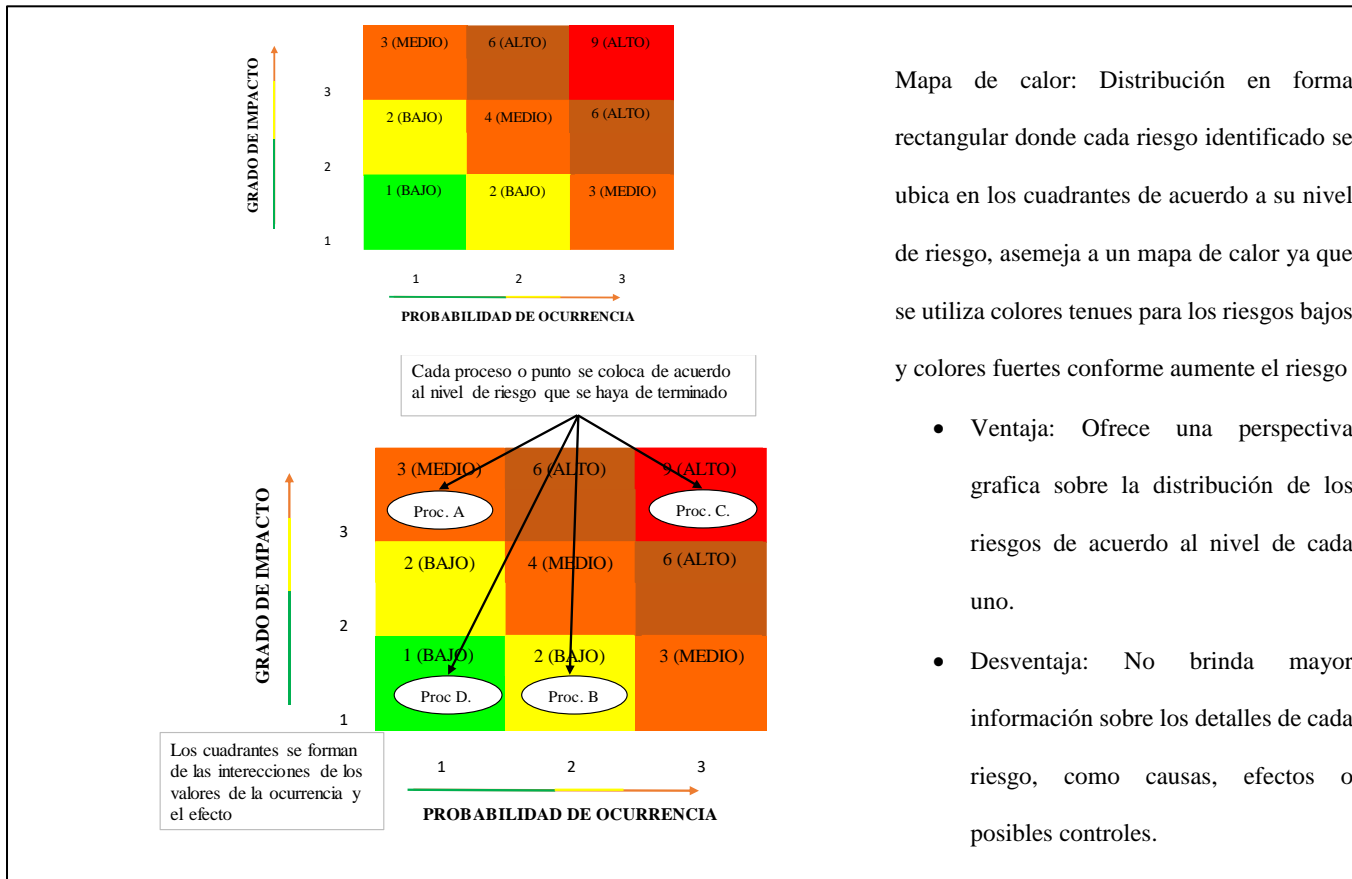 3 (MEDIO) 6 (ALTO) 9 (ALTO)
3
2 (BAJO) 4 (MEDIO) 6 (ALTO)
2
1 (BAJO) 2 (BAJO) 3 (MEDIO)
1
GRADO DE IMPACTO
1 2 3
PROBABILIDAD DE OCURRENCIA
Cada proceso o punto se coloca de acuerdo
al nivel de riesgo que se haya de terminado
3 (MEDIO) 6 (ALTO) 9 (ALTO)
Proc. A Proc. C.
3
2 (BAJO) 4 (MEDIO) 6 (ALTO)
2
1 (BAJO) 2 (BAJO) 3 (MEDIO)
Proc D. Proc. B
1
GRADO DE IMPACTO
Los cuadrantes se forman
de las interecciones de los
valores de la ocurrencia y
el efecto
1 2 3
PROBABILIDAD DE OCURRENCIA
Mapa de calor: Distribución en forma
rectangular donde cada riesgo identificado se
ubica en los cuadrantes de acuerdo a su nivel
de riesgo, asemeja a un mapa de calor ya que
se utiliza colores tenues para los riesgos bajos
y colores fuertes conforme aumente el riesgo
• Ventaja: Ofrece una perspectiva
grafica sobre la distribución de los
riesgos de acuerdo al nivel de cada
uno.
• Desventaja: No brinda mayor
información sobre los detalles de cada
riesgo, como causas, efectos o
posibles controles.